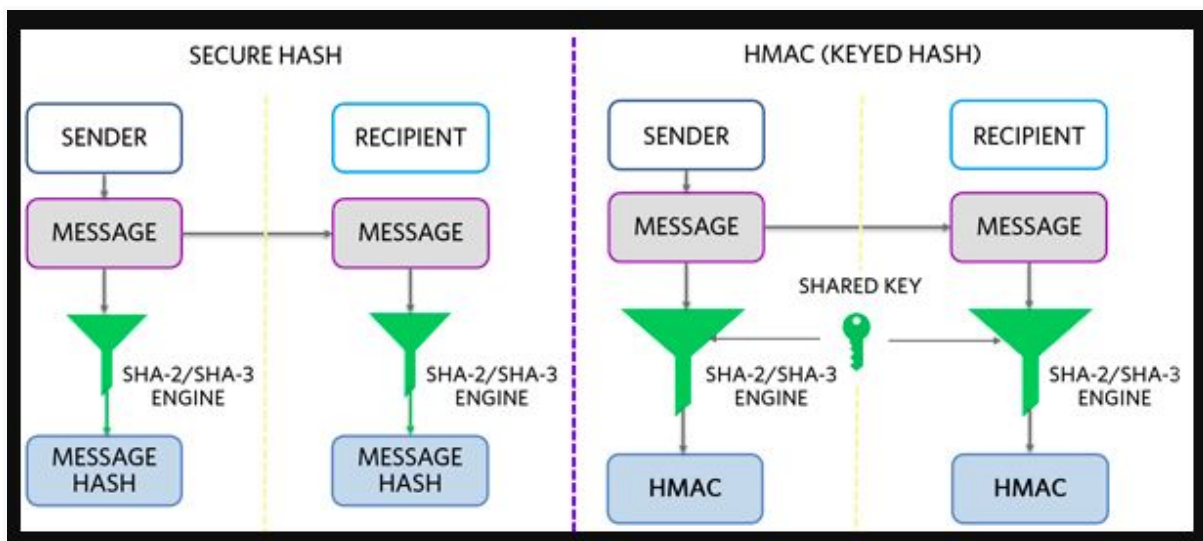 SECURE HASH
SENDER
RECIPIENT
MESSAGE
MESSAGE
SHA-2/SHA-3
ENGINE
SHA-2/SHA-3
ENGINE
MESSAGE
HASH
MESSAGE
HASH
HMAC (KEYED HASH)
SENDER
RECIPIENT
MESSAGE
MESSAGE
SHARED KEY
SHA-2/SHA-3
ENGINE
SHA-2/SHA-3
ENGINE
HMAC
HMAC